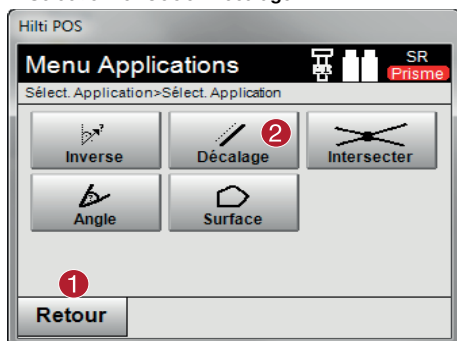 Hilti POS
Menu Applications
SR
Prisme
Sélect. Application>Sélect. Application
Inverse
Décalage
2
Intersecter
Angle
Surface
1
Retour